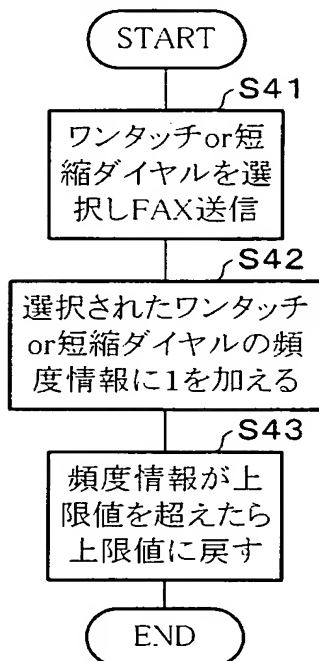 START
S41
ワンタッチor短
縮ダイヤルを選
択しFAX送信
S42
選択されたワンタッチ
or短縮ダイヤルの頻
度情報に1を加える
S43
頻度情報が上
限値を超えたら
上限値に戻す
END